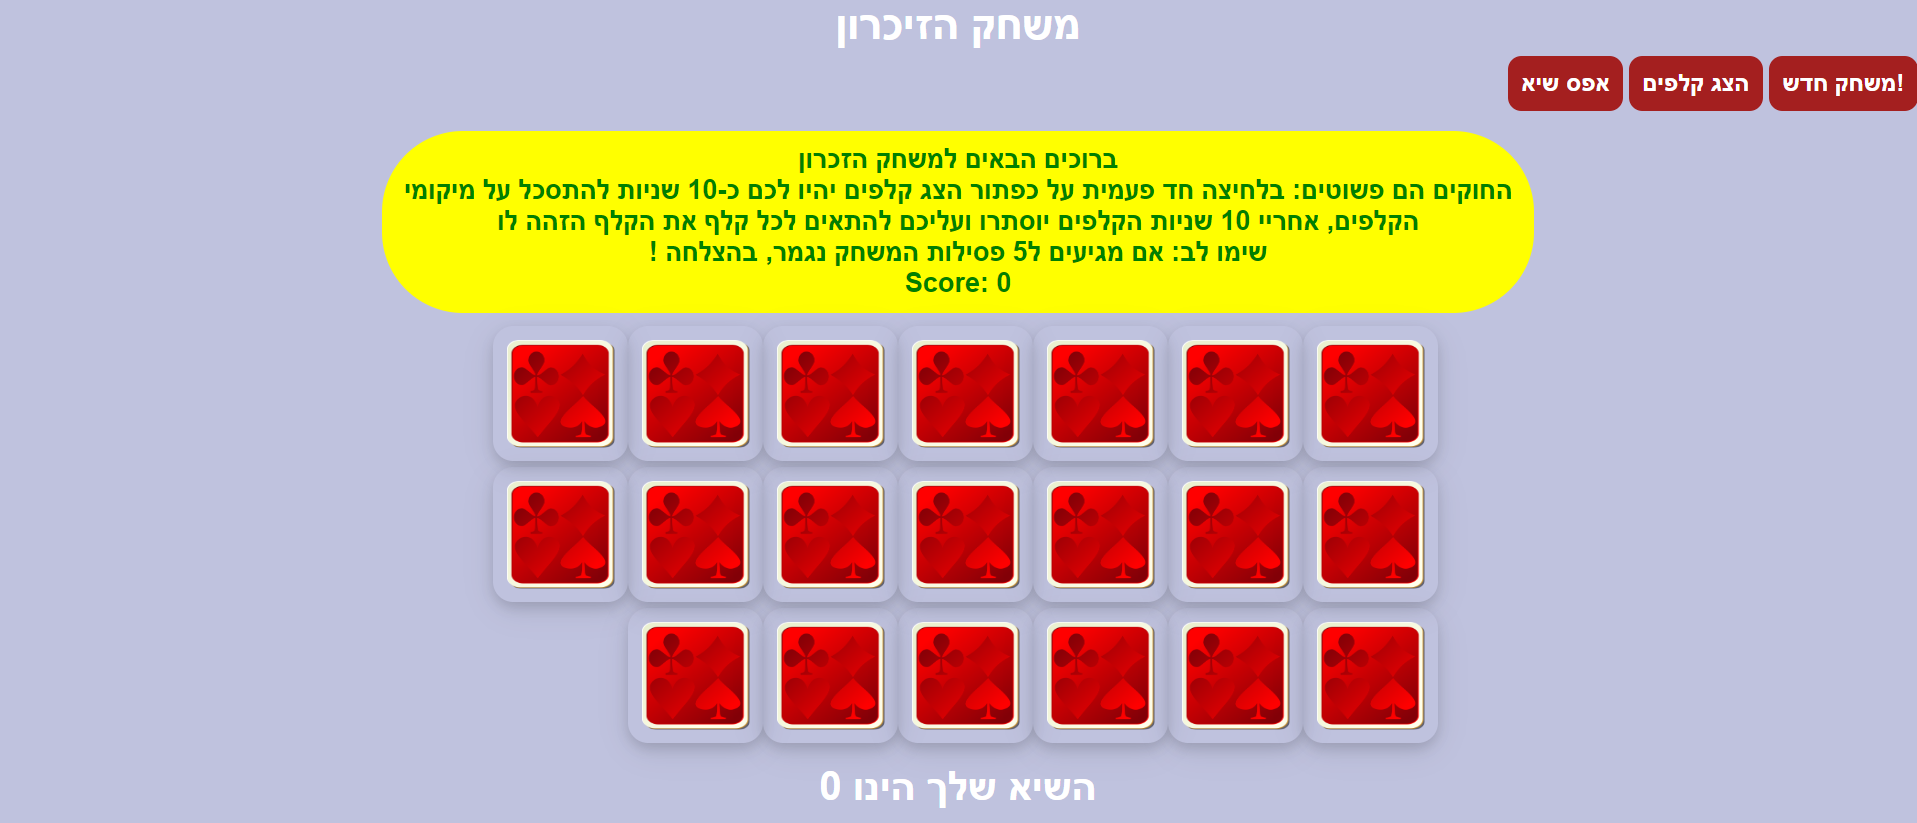 משחק הזיכרון
משחק חדש!
הצג קלפים
אפס שיא
ברוכים הבאים למשחק הזכרון
החוקים הם פשוטים: בלחיצה חד פעמית על כפתור הצג קלפים יהיו לכם כ-10 שניות להתסכל על מיקומי
הקלפים, אחריי 10 שניות הקלפים יוסתרו ועליכם להתאים לכל קלף את הקלף הזהה לו
שימו לב: אם מגיעים ל5 פסילות המשחק נגמר, בהצלחה !
Score: 0
השיא שלך הינו 0